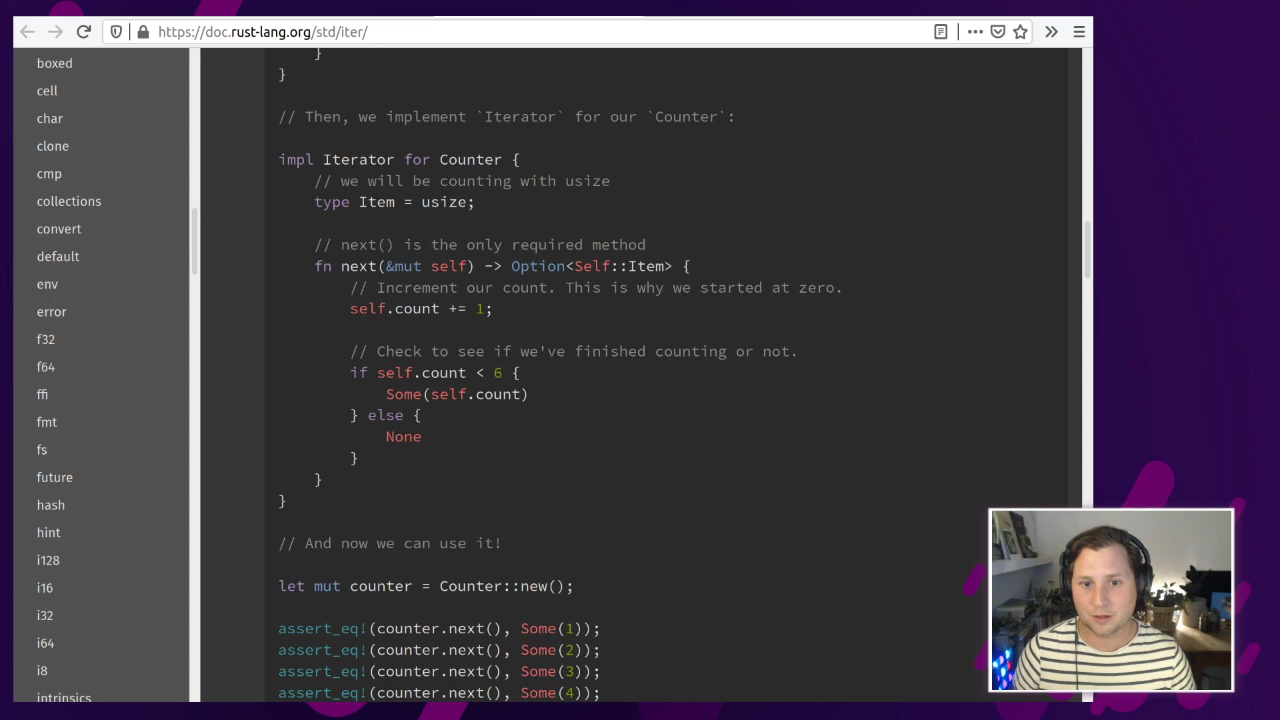 https://doc.rust-lang.org/std/iter/
boxed
cell
char
clone
cmp
collections
convert
default
env
error
f32
f64
ffi
fmt
fs
future
hash
hint
i128
i16
i32
i64
i8
intrinsics
}
}
// Then, we implement `Iterator` for our `Counter`:
impl Iterator for Counter {
// we will be counting with usize
type Item = usize;
// next() is the only required method
fn next(&mut self) -> Option<Self::Item> {
// Increment our count. This is why we started at zero.
self.count += 1;
// Check to see if we've finished counting or not.
if self.count < 6 {
Some(self.count)
} else {
None
}
}
}
// And now we can use it!
let mut counter = Counter::new();
assert_eq!(counter.next(), Some(1));
assert_eq!(counter.next(), Some(2));
assert_eq!(counter.next(), Some(3));
assert_eq!(counter.next(), Some(4));